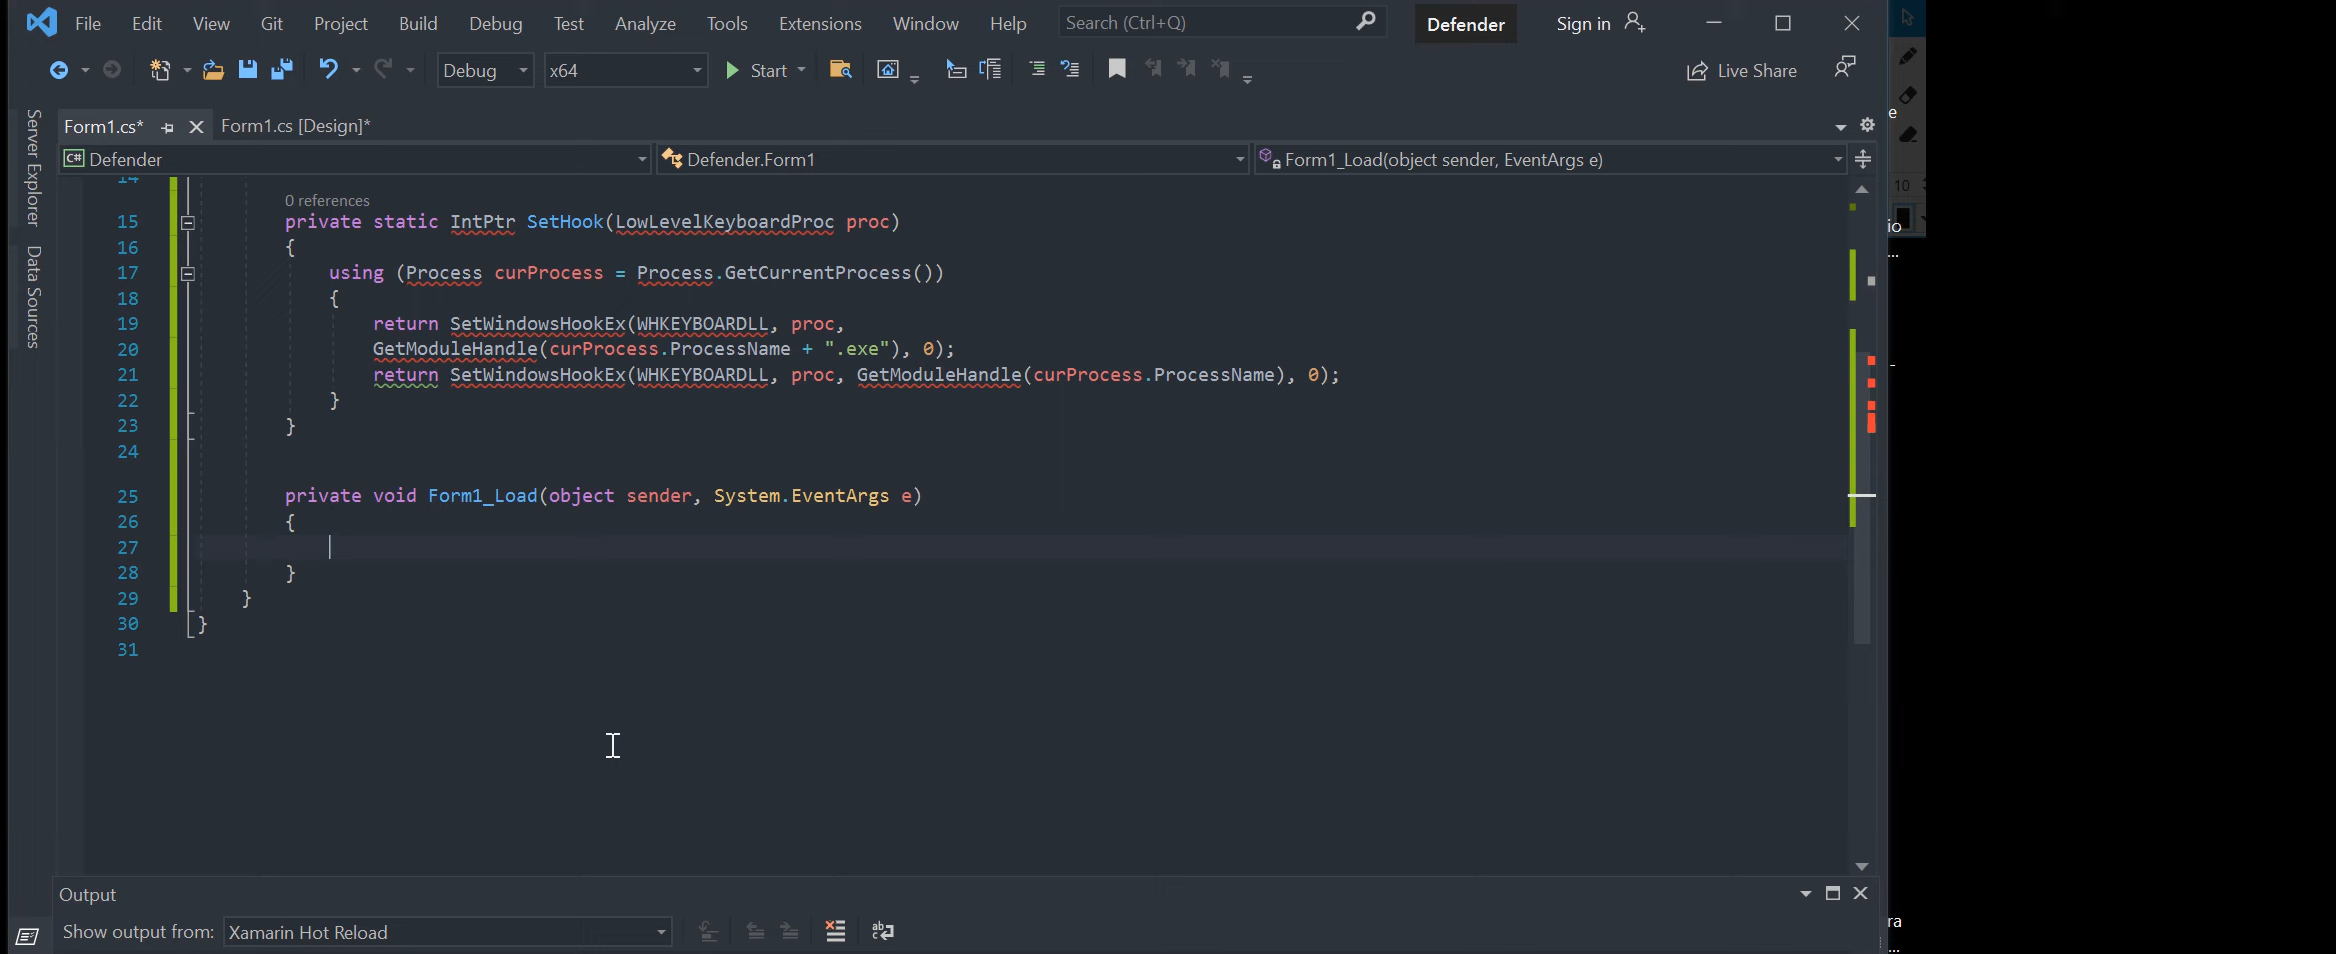 File Edit View Git Project Build Debug Test Analyze Tools Extensions Window Help Search (Ctrl+Q) Defender Sign in
Debug x64 Start Live Share
Server Explorer
Data Sources
Form1.cs* Form1.cs [Design]*
C# Defender Defender.Form1 Form1_Load(object sender, EventArgs e)
14
0 references
15 private static IntPtr SetHook(LowLevelKeyboardProc proc)
16 {
17 using (Process curProcess = Process.GetCurrentProcess())
18 {
19 return SetWindowsHookEx(WHKEYBOARDLL, proc,
20 GetModuleHandle(curProcess.ProcessName + ".exe"), 0);
21 return SetWindowsHookEx(WHKEYBOARDLL, proc, GetModuleHandle(curProcess.ProcessName), 0);
22 }
23 }
24
25 private void Form1_Load(object sender, System.EventArgs e)
26 {
27
28 }
29 }
30 }
31
Output
Show output from: Xamarin Hot Reload
e
10
io
...
-
ra
...